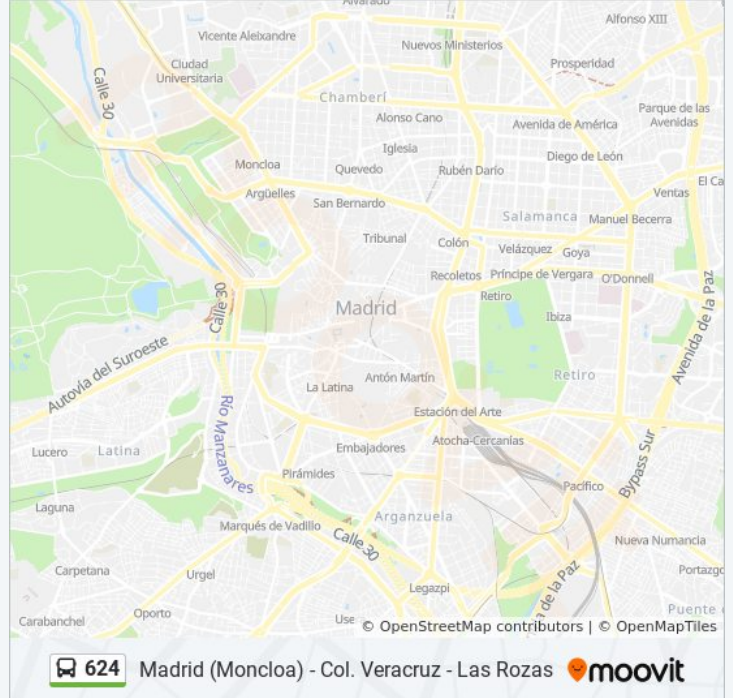 Alvarado
Alfonso XIII
Vicente Aleixandre
Nuevos Ministerios
Ciudad
Universitaria
Prosperidad
Calle 30
Chamberí
Parque de las
Avenidas
Alonso Cano
Avenida de América
Iglesia
Diego de León
Moncloa
Quevedo
Rubén Darío
El Ca
Argüelles
Ventas
San Bernardo
Salamanca
Manuel Becerra
Tribunal
Colón
Velázquez
Goya
Recoletos
Príncipe de Vergara
O'Donnell
Calle 30
Retiro
Madrid
Ibiza
Avenida de la Paz
Autovía del Suroeste
La Latina
Antón Martín
Retiro
Estación del Arte
Río Manzanares
Lucero
Latina
Embajadores
Atocha-Cercanías
Bypass Sur
Pirámides
Pacífico
Laguna
Marqués de Vadillo
Arganzuela
Calle 30
Nueva Numancia
Carpetana
Urgel
Legazpi
a de la Paz
Portazgo
Carabanchel
Oporto
Use
Puente
© OpenStreetMap contributors | © OpenMapTiles
624 Madrid (Moncloa) - Col. Veracruz - Las Rozas moovit